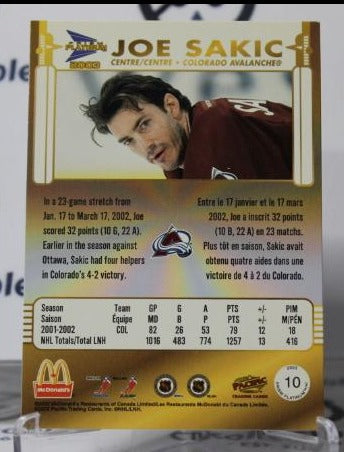 PLATINUM
JOE SAKIC
CENTRE/CENTRE • COLORADO AVALANCHE®
In a 23-game stretch from
Jan. 17 to March 17, 2002, Joe
scored 32 points (10 G, 22 A).
Earlier in the season against
Ottawa, Sakic had four helpers
in Colorado's 4-2 victory.
Entre le 17 janvier et le 17 mars
2002, Joe a inscrit 32 points
(10 B, 22 A) en 23 matchs.
Plus tôt en saison, Sakic avait
obtenu quatre aides dans une
victoire de 4 à 2 du Colorado.
Season Team GP G A PTS +/- PIM
Saison Équipe MD B P PTS +/- M/PÉN
2001-2002 COL 82 26 53 79 12 18
NHL Totals/Total LNH 1016 483 774 1257 13 416
McDonald's
PACIFIC
TRADING CARDS
10